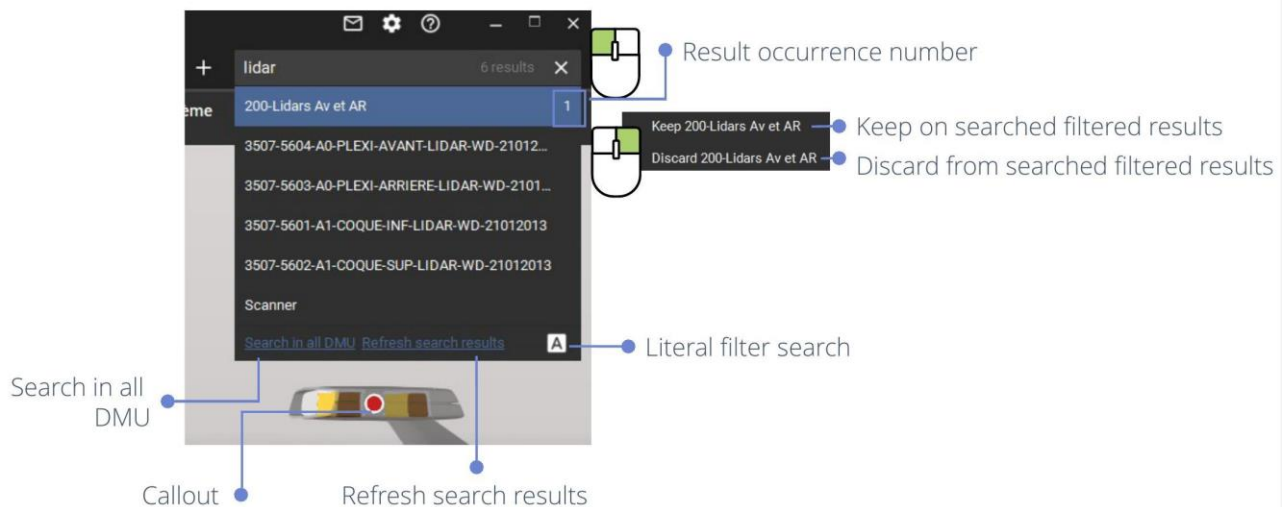 lidar 6 results
eme
200-Lidars Av et AR 1
3507-5604-A0-PLEXI-AVANT-LIDAR-WD-21012...
3507-5603-A0-PLEXI-ARRIERE-LIDAR-WD-2101...
3507-5601-A1-COQUE-INF-LIDAR-WD-21012013
3507-5602-A1-COQUE-SUP-LIDAR-WD-21012013
Scanner
Search in all DMU Refresh search results A
Result occurrence number
Keep 200-Lidars Av et AR
Keep on searched filtered results
Discard 200-Lidars Av et AR
Discard from searched filtered results
Literal filter search
Search in all
DMU
Callout
Refresh search results